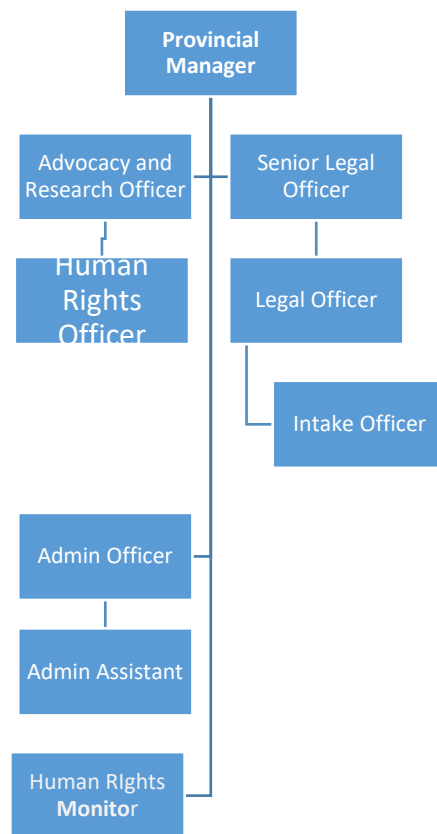 Provincial
Manager
Advocacy and
Research Officer
Senior Legal
Officer
Human
Rights
Officer
Legal Officer
Intake Officer
Admin Officer
Admin Assistant
Human RIghts
Monitor